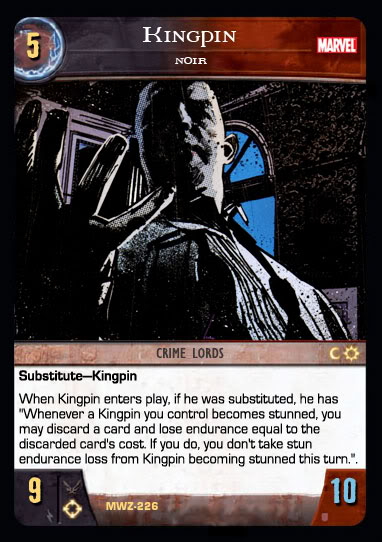 5
Kingpin
MARVEL
NOIR
CRIME LORDS
Substitute—Kingpin
When Kingpin enters play, if he was substituted, he has
"Whenever a Kingpin you control becomes stunned, you
may discard a card and lose endurance equal to the
discarded card's cost. If you do, you don't take stun
endurance loss from Kingpin becoming stunned this turn.".
9
MWZ-226
10